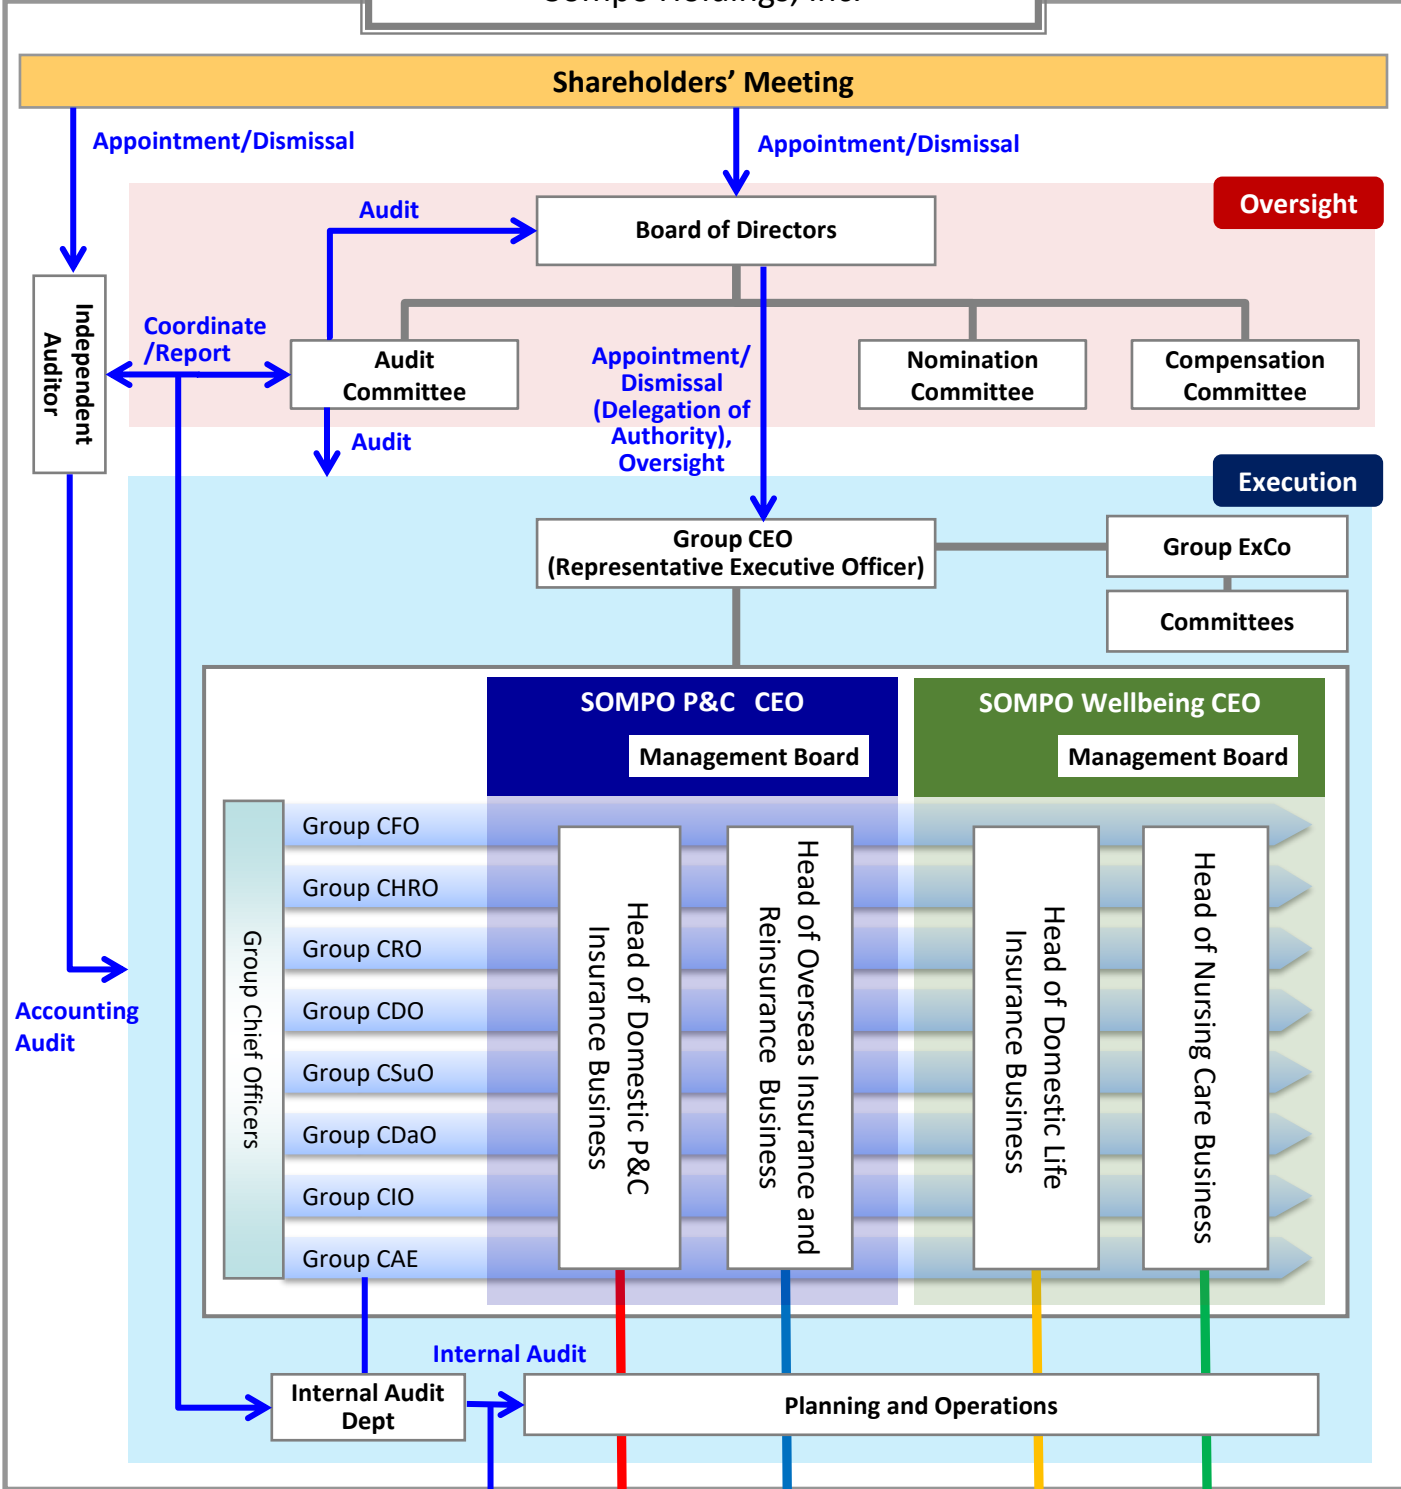 Sompo Holdings, Inc.
Shareholders’ Meeting
Appointment/Dismissal
Appointment/Dismissal
Oversight
Audit
Board of Directors
Independent
Auditor
Coordinate
/Report
Audit
Committee
Appointment/
Dismissal
(Delegation of
Authority),
Oversight
Nomination
Committee
Compensation
Committee
Audit
Execution
Group CEO
(Representative Executive Officer)
Group ExCo
Committees
SOMPO P&C CEO
Management Board
SOMPO Wellbeing CEO
Management Board
Accounting
Audit
Group Chief Officers
Group CFO
Group CHRO
Group CRO
Group CDO
Group CSuO
Group CDaO
Group CIO
Group CAE
Head of Domestic P&C
Insurance Business
Head of Overseas Insurance and
Reinsurance Business
Head of Domestic Life
Insurance Business
Head of Nursing Care Business
Internal Audit
Internal Audit
Dept
Planning and Operations